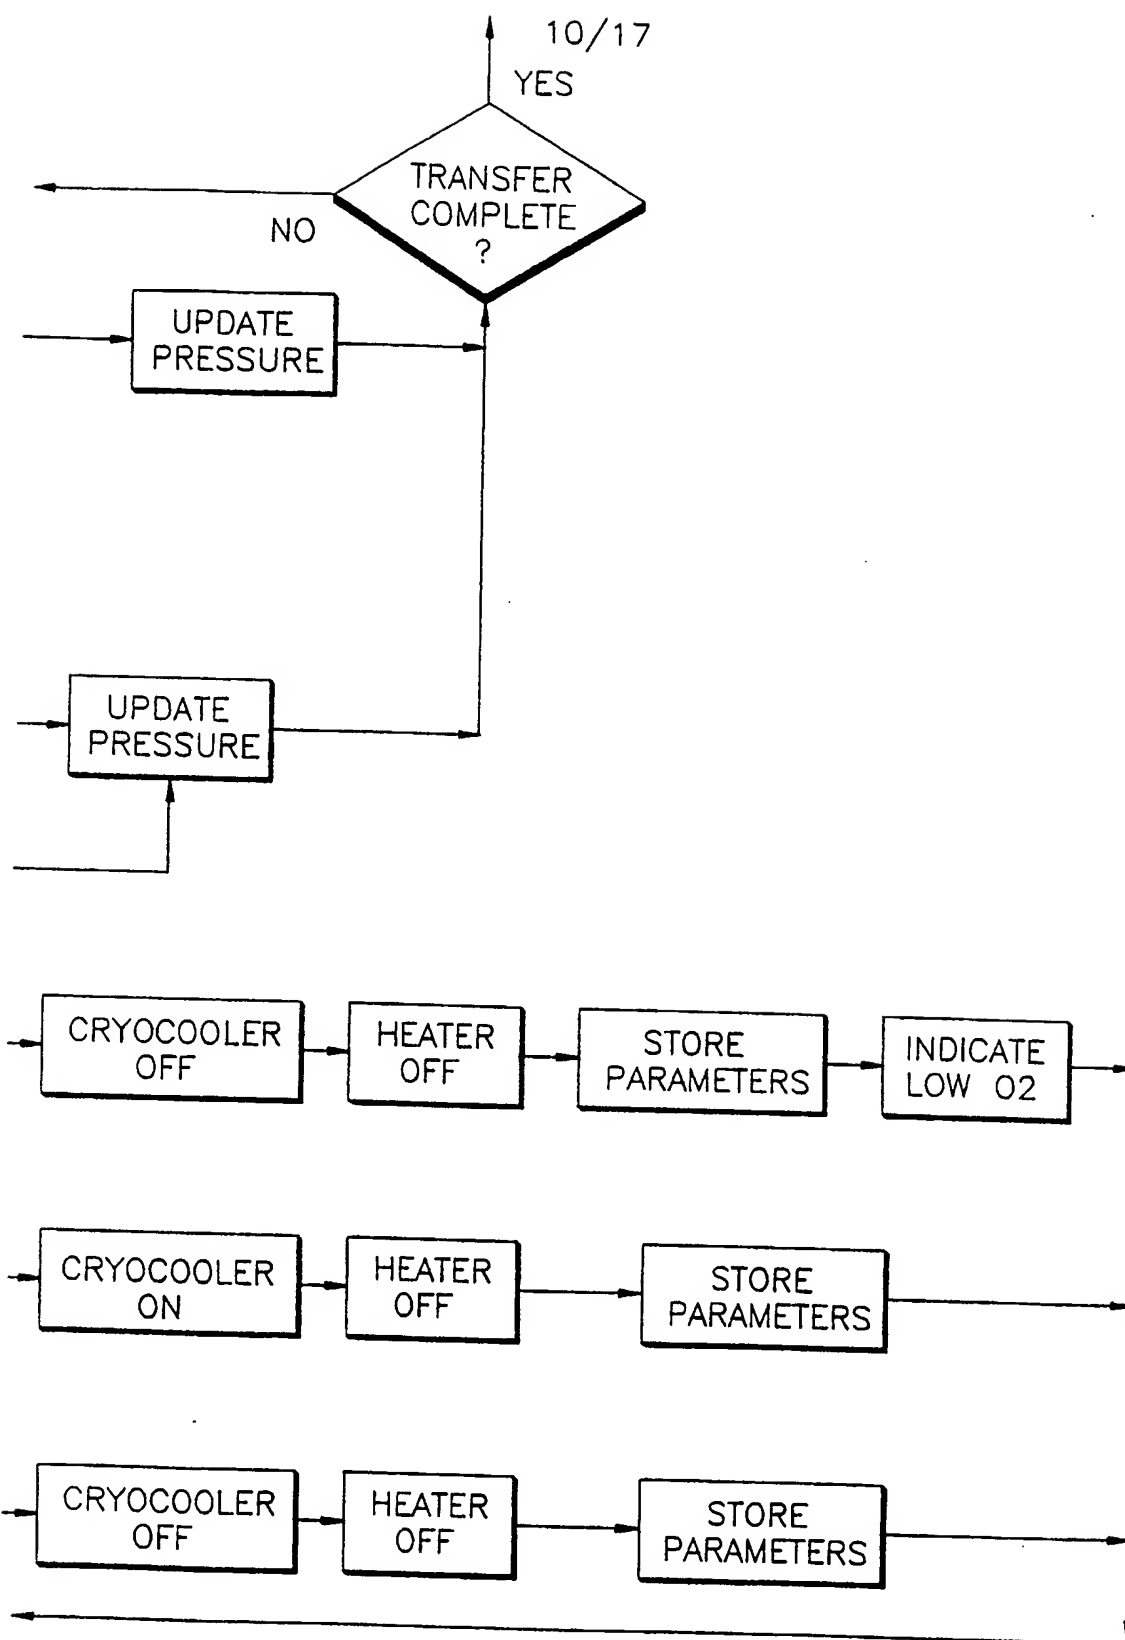 10/17
YES
TRANSFER
COMPLETE
?
NO
UPDATE
PRESSURE
UPDATE
PRESSURE
CRYOCOOLER
OFF
HEATER
OFF
STORE
PARAMETERS
INDICATE
LOW O2
CRYOCOOLER
ON
HEATER
OFF
STORE
PARAMETERS
CRYOCOOLER
OFF
HEATER
OFF
STORE
PARAMETERS